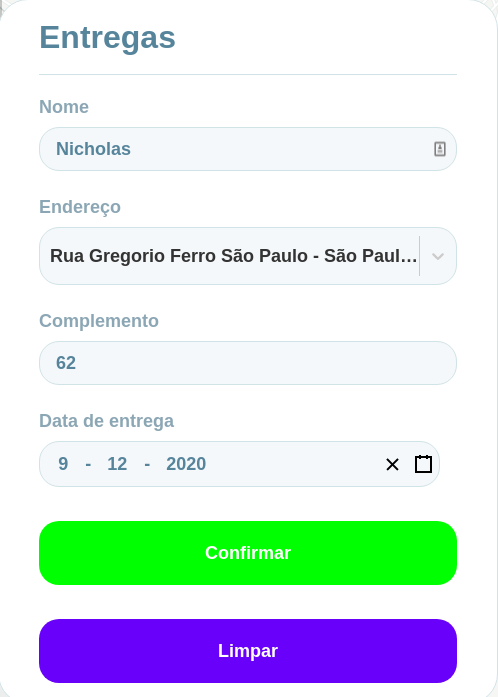 Entregas
Nome
Nicholas
Endereço
Rua Gregorio Ferro São Paulo - São Paul...
Complemento
62
Data de entrega
9 - 12 - 2020
Confirmar
Limpar